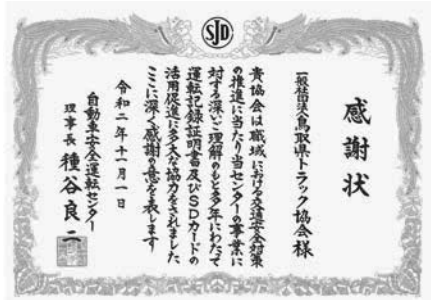 SJD
感謝状
一般社団法人鳥取県トラック協会様
貴協会は職域における交通安全対策
の推進に当たり当センターの事業に
対する深いご理解のもと多年にわたって
運転記録証明書及びSDカードの
活用促進に多大な協力をされました
ここに深く感謝の意を表します
令和二年十一月一日
自動車安全運転センター
理事長 種谷良二